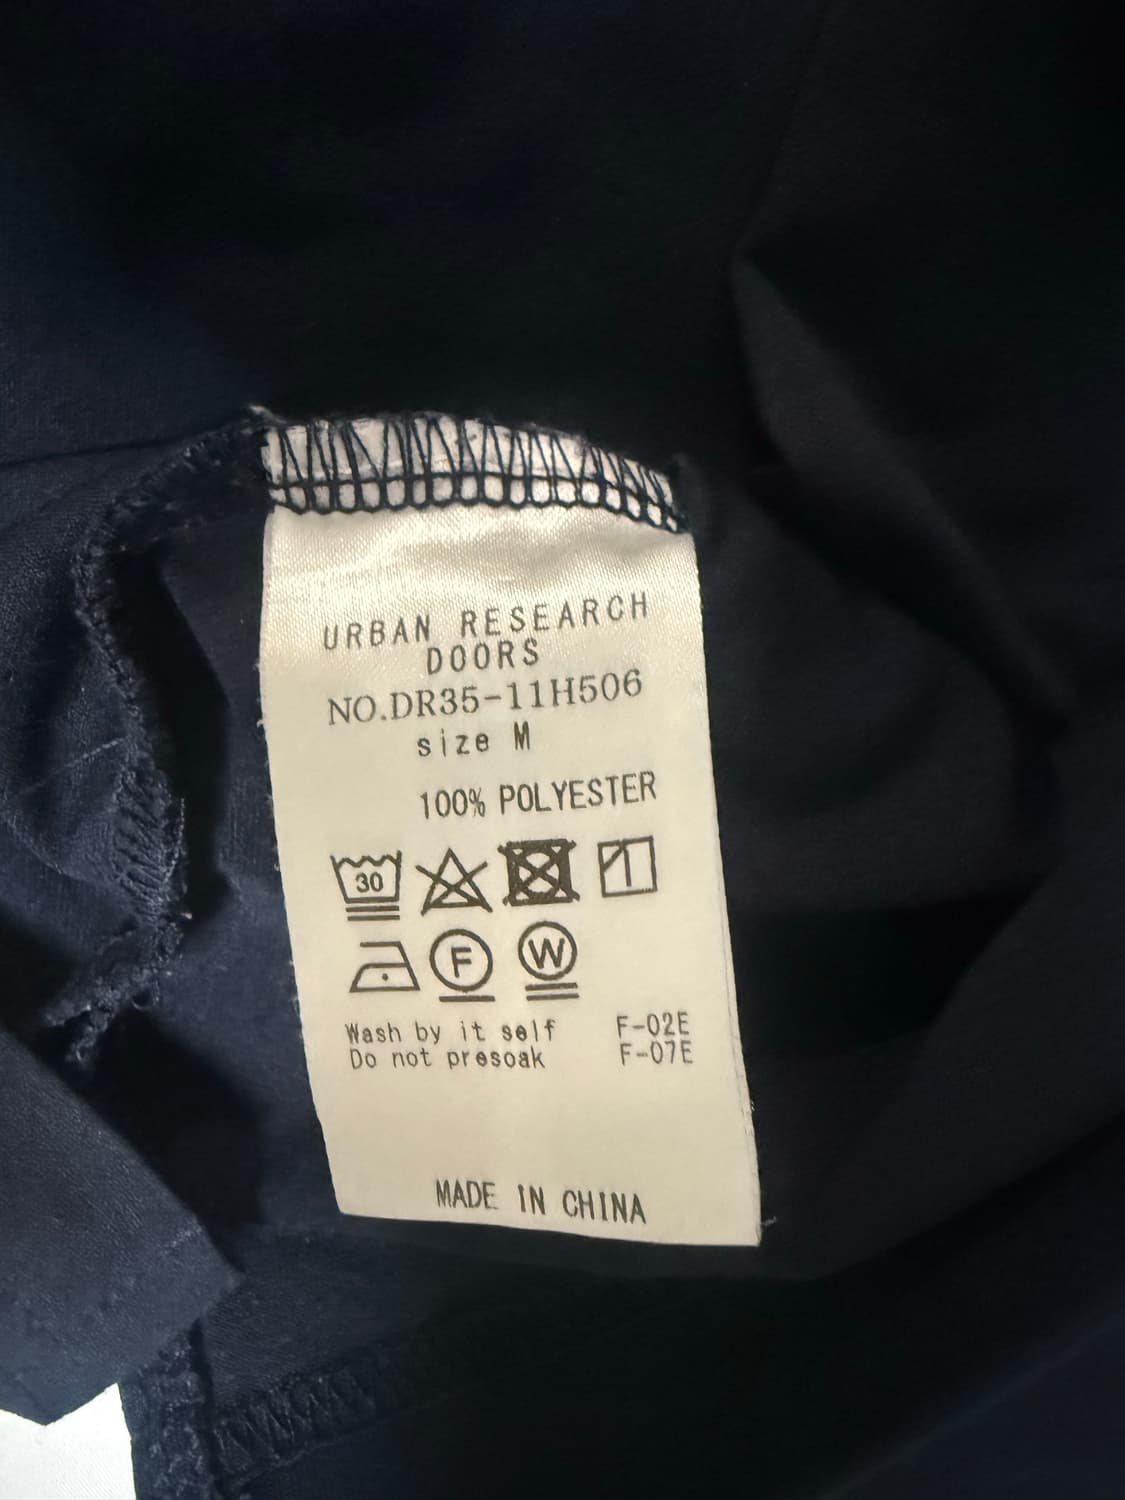 URBAN RESEARCH
DOORS
NO.DR35-11H506
size M
100% POLYESTER
30
F W
Wash by it self F-02E
Do not presoak F-07E
MADE IN CHINA